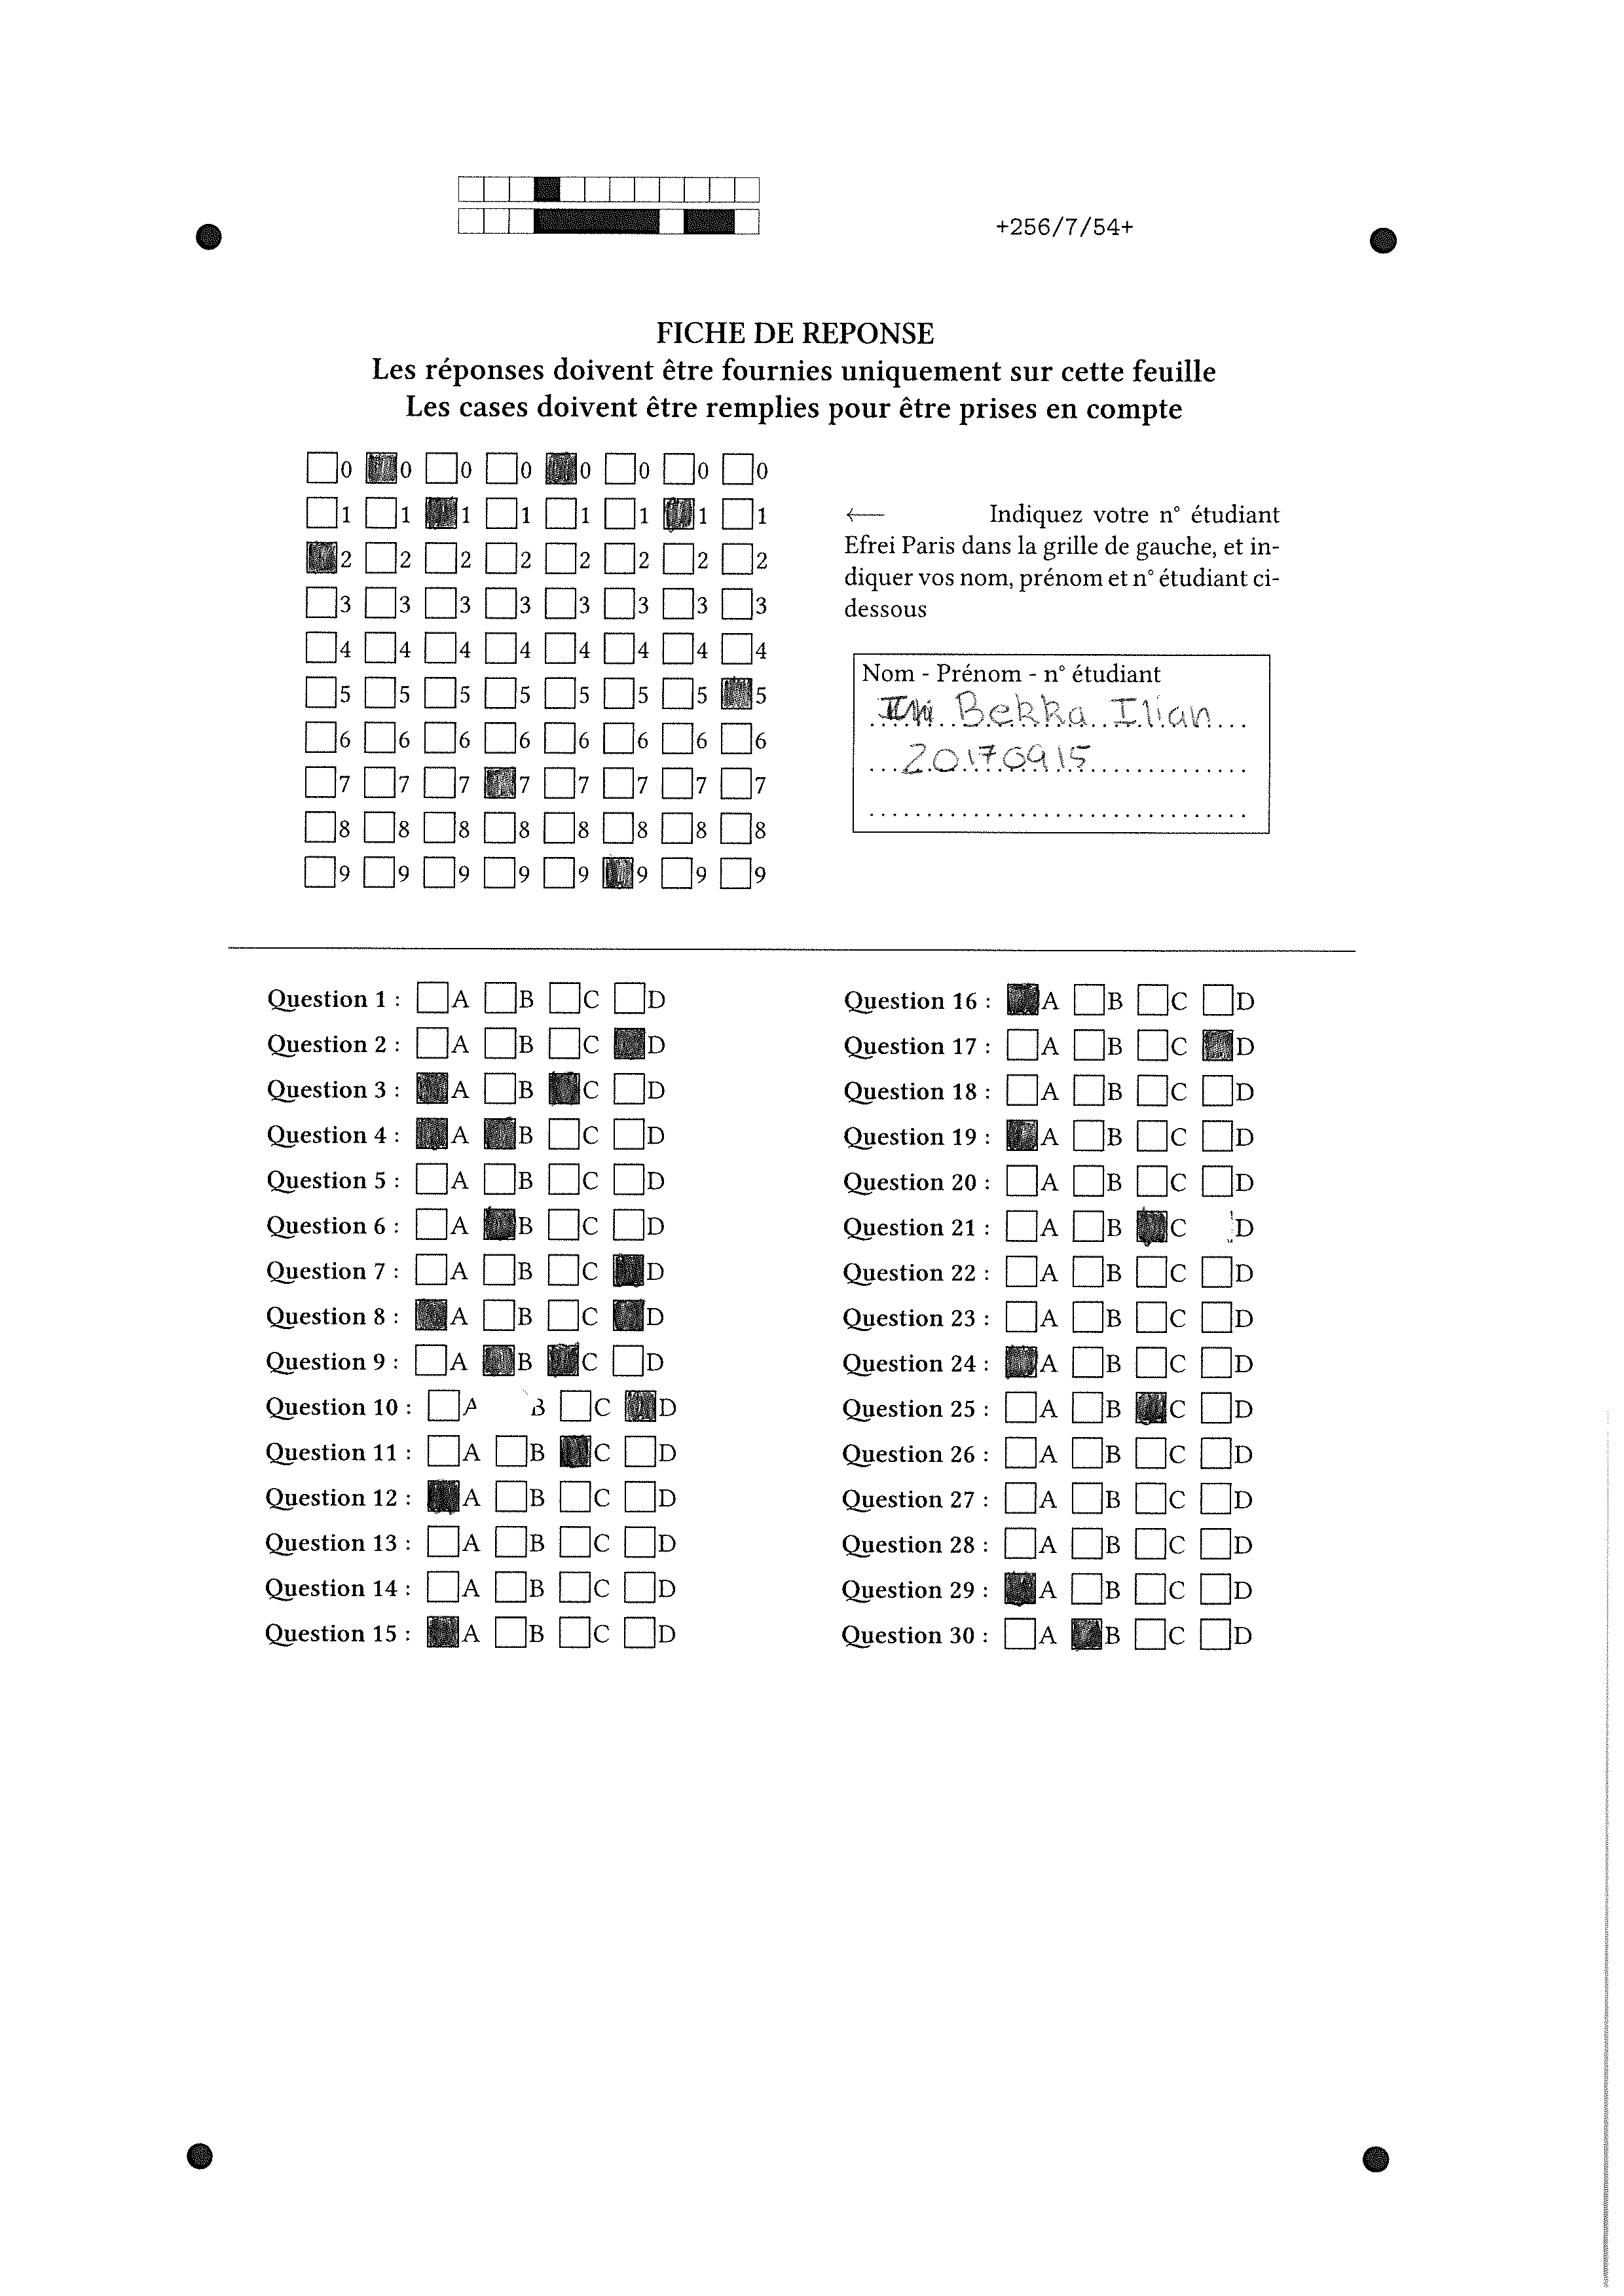 +256/7/54+
FICHE DE REPONSE
Les réponses doivent être fournies uniquement sur cette feuille
Les cases doivent être remplies pour être prises en compte
0 0 0 0 0 0 0 0
1 1 1 1 1 1 1 1
2 2 2 2 2 2 2 2
3 3 3 3 3 3 3 3
4 4 4 4 4 4 4 4
5 5 5 5 5 5 5 5
6 6 6 6 6 6 6 6
7 7 7 7 7 7 7 7
8 8 8 8 8 8 8 8
9 9 9 9 9 9 9 9
← Indiquez votre n° étudiant
Efrei Paris dans la grille de gauche, et in-
diquer vos nom, prénom et n° étudiant ci-
dessous
Nom - Prénom - n° étudiant
Bekka Ilian
20170915
Question 1 : A B C D
Question 2 : A B C D
Question 3 : A B C D
Question 4 : A B C D
Question 5 : A B C D
Question 6 : A B C D
Question 7 : A B C D
Question 8 : A B C D
Question 9 : A B C D
Question 10 : A B C D
Question 11 : A B C D
Question 12 : A B C D
Question 13 : A B C D
Question 14 : A B C D
Question 15 : A B C D
Question 16 : A B C D
Question 17 : A B C D
Question 18 : A B C D
Question 19 : A B C D
Question 20 : A B C D
Question 21 : A B C D
Question 22 : A B C D
Question 23 : A B C D
Question 24 : A B C D
Question 25 : A B C D
Question 26 : A B C D
Question 27 : A B C D
Question 28 : A B C D
Question 29 : A B C D
Question 30 : A B C D